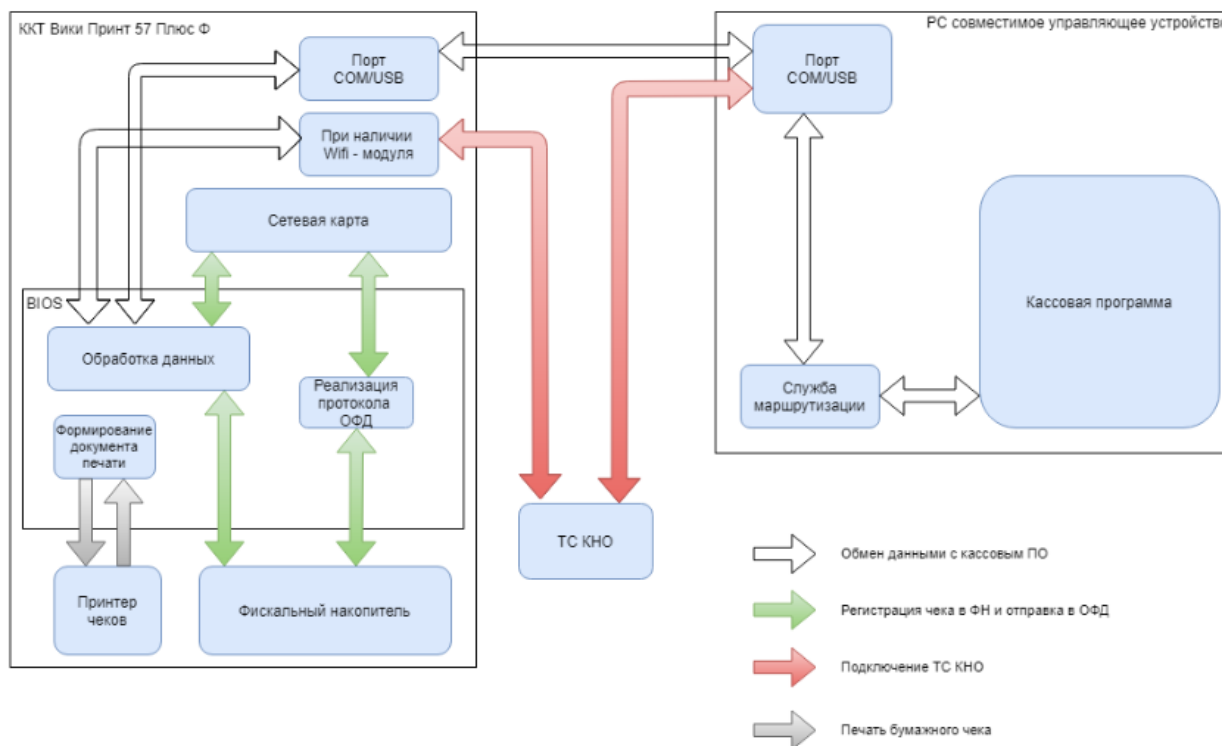 ККТ Вики Принт 57 Плюс Ф
РС совместимое управляющее устройство
Порт
COM/USB
Порт
COM/USB
При наличии
Wifi - модуля
Сетевая карта
BIOS
Обработка данных
Реализация
протокола
ОФД
Формирование
документа
печати
Принтер
чеков
Фискальный накопитель
ТС КНО
Служба
маршрутизации
Кассовая программа
Обмен данными с кассовым ПО
Регистрация чека в ФН и отправка в ОФД
Подключение ТС КНО
Печать бумажного чека